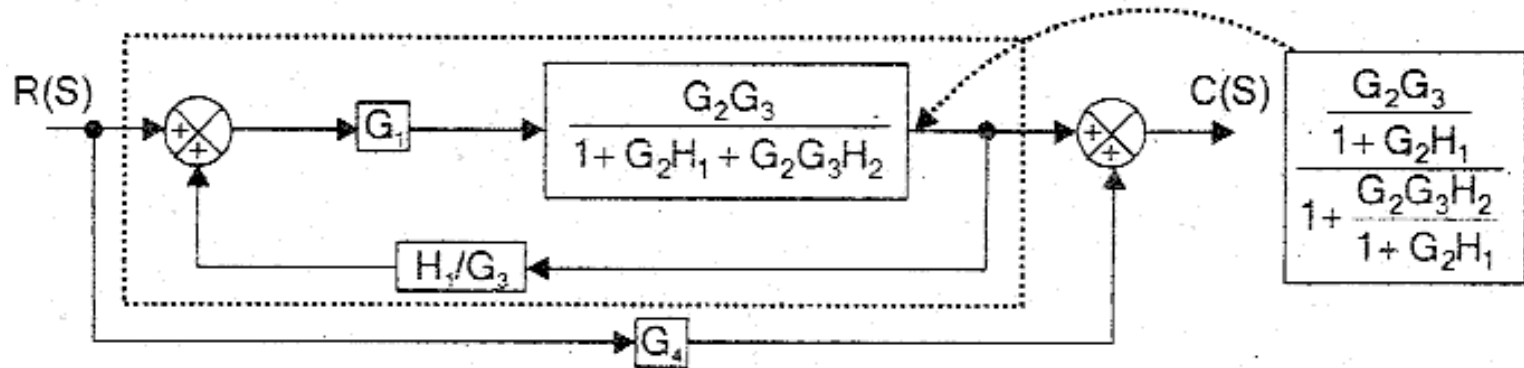 R(S)
+
+
G₁
G₂G₃
1+ G₂H₁ + G₂G₃H₂
+
+
C(S)
G₂G₃
1+ G₂H₁
1+ G₂G₃H₂
1+ G₂H₁
H₁/G₃
G₄